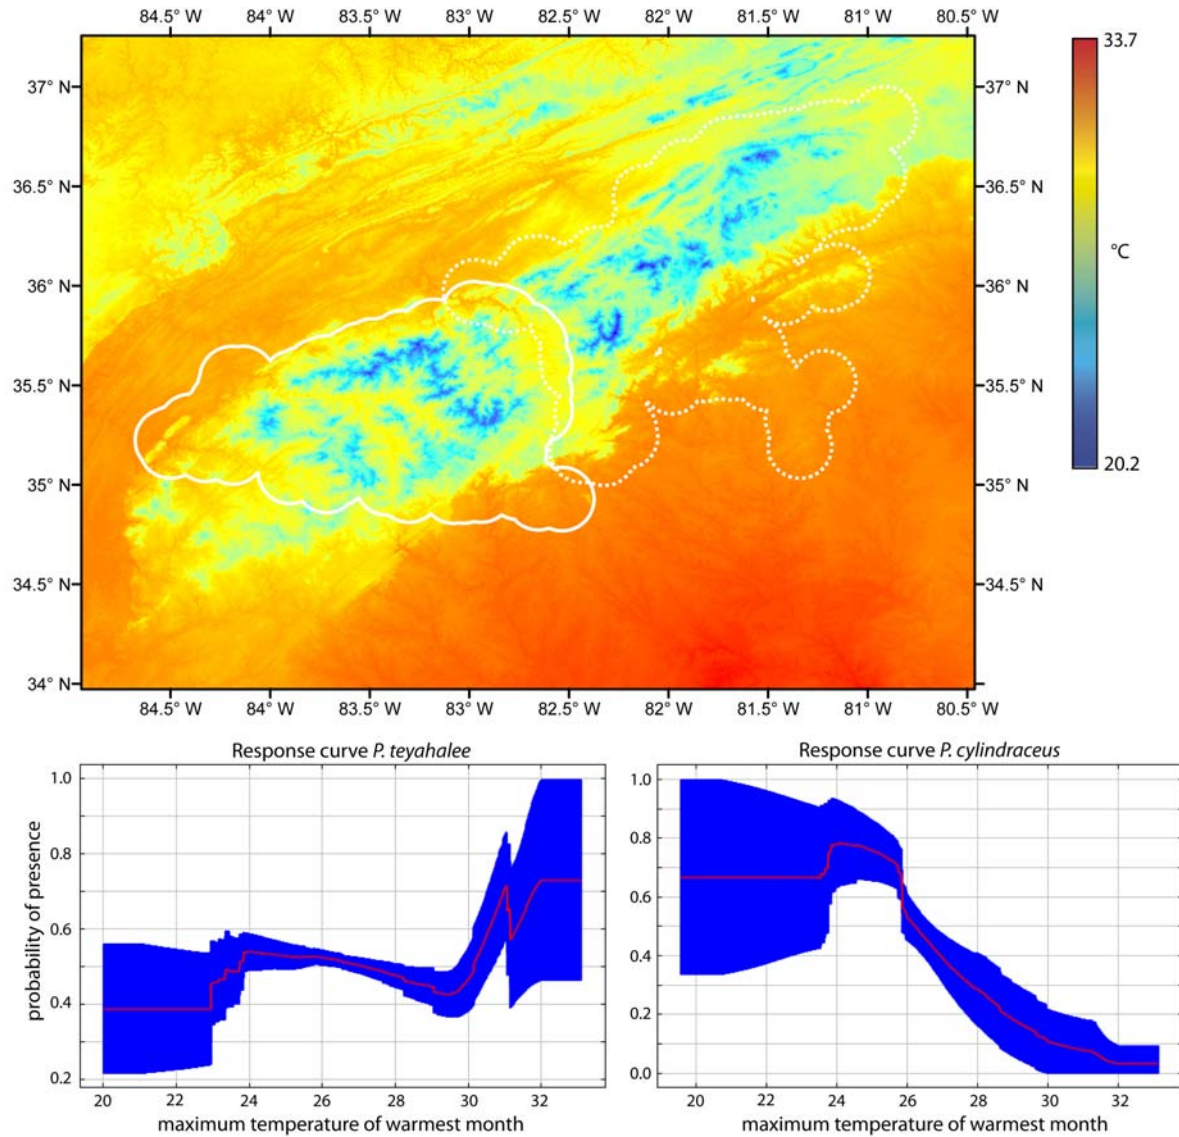 84.5° W 84° W 83.5° W 83° W 82.5° W 82° W 81.5° W 81° W 80.5° W
37° N 37° N
36.5° N 36.5° N
36° N 36° N
35.5° N 35.5° N
35° N 35° N
34.5° N 34.5° N
34° N
84.5° W 84° W 83.5° W 83° W 82.5° W 82° W 81.5° W 81° W 80.5° W
33.7
°C
20.2
Response curve P. teyahalee
probability of presence
1.0
0.8
0.6
0.4
0.2
20 22 24 26 28 30 32
maximum temperature of warmest month
Response curve P. cylindraceus
1.0
0.8
0.6
0.4
0.2
0.0
20 22 24 26 28 30 32
maximum temperature of warmest month